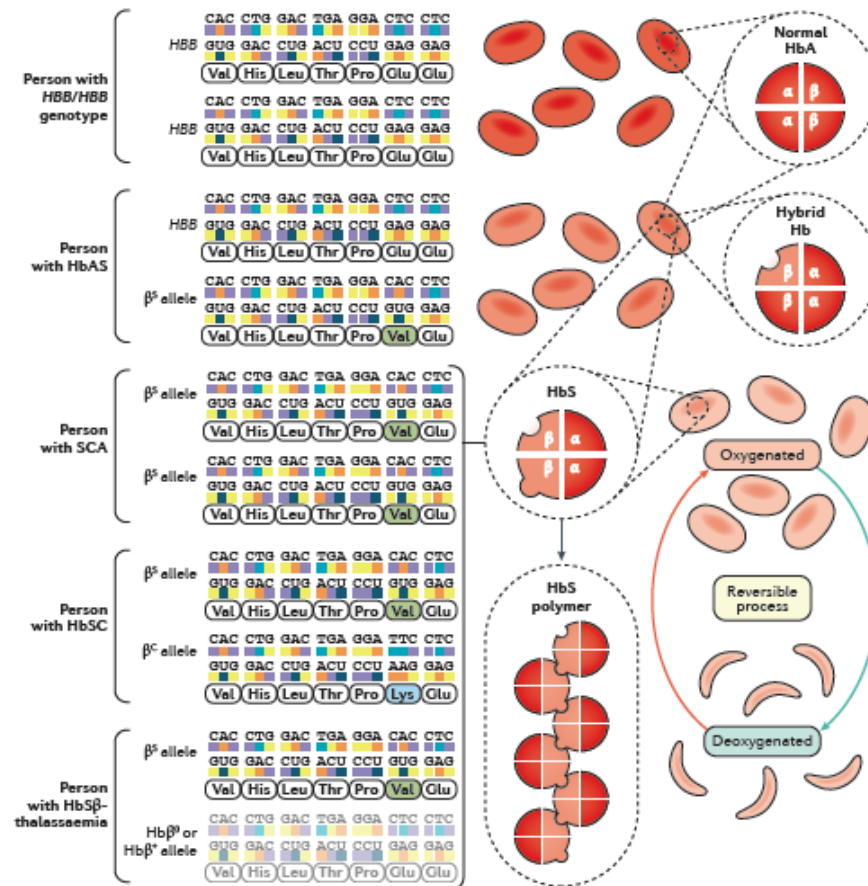 Person with
HBB/HBB
genotype
HBB
CAC CTG GAC TGA GGA CTC CTC
GUG GAC CUG ACU CCU GAG GAG
Val His Leu Thr Pro Glu Glu
HBB
CAC CTG GAC TGA GGA CTC CTC
GUG GAC CUG ACU CCU GAG GAG
Val His Leu Thr Pro Glu Glu
Normal
HbA
α β
α β
Person
with HbAS
HBB
CAC CTG GAC TGA GGA CTC CTC
GUG GAC CUG ACU CCU GAG GAG
Val His Leu Thr Pro Glu Glu
βˢ allele
CAC CTG GAC TGA GGA CAC CTC
GUG GAC CUG ACU CCU GUG GAG
Val His Leu Thr Pro Val Glu
Hybrid
Hb
β α
β α
Person
with SCA
βˢ allele
CAC CTG GAC TGA GGA CAC CTC
GUG GAC CUG ACU CCU GUG GAG
Val His Leu Thr Pro Val Glu
βˢ allele
CAC CTG GAC TGA GGA CAC CTC
GUG GAC CUG ACU CCU GUG GAG
Val His Leu Thr Pro Val Glu
HbS
β α
β α
Oxygenated
Reversible
process
Deoxygenated
HbS
polymer
Person
with HbSC
βˢ allele
CAC CTG GAC TGA GGA CAC CTC
GUG GAC CUG ACU CCU GUG GAG
Val His Leu Thr Pro Val Glu
βᶜ allele
CAC CTG GAC TGA GGA TTC CTC
GUG GAC CUG ACU CCU AAG GAG
Val His Leu Thr Pro Lys Glu
Person
with HbSβ-
thalassaemia
βˢ allele
CAC CTG GAC TGA GGA CAC CTC
GUG GAC CUG ACU CCU GUG GAG
Val His Leu Thr Pro Val Glu
Hbβ⁰ or
Hbβ⁺ allele
CAC CTG GAC TGA GGA CTC CTC
GUG GAC CUG ACU CCU GAG GAG
Val His Leu Thr Pro Glu Glu